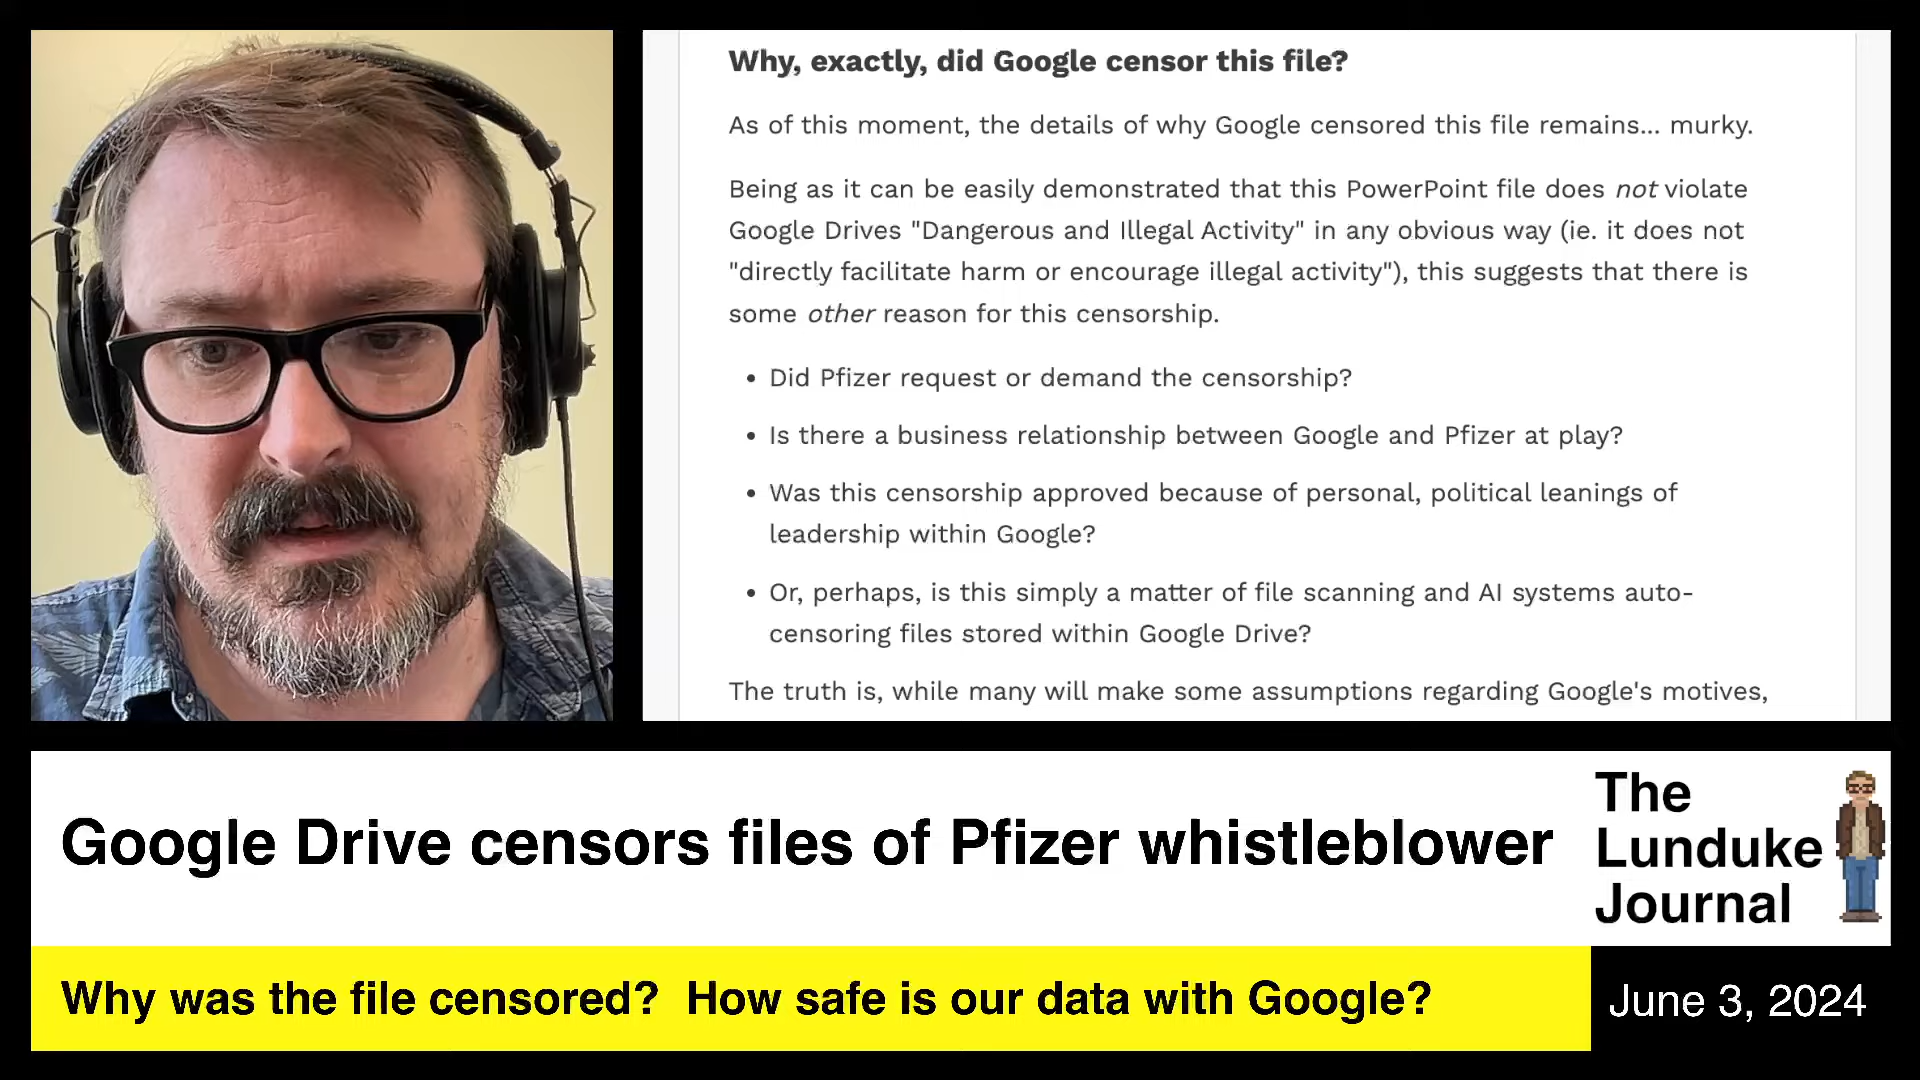 Why, exactly, did Google censor this file?
As of this moment, the details of why Google censored this file remains... murky.
Being as it can be easily demonstrated that this PowerPoint file does not violate
Google Drives "Dangerous and Illegal Activity" in any obvious way (ie. it does not
"directly facilitate harm or encourage illegal activity"), this suggests that there is
some other reason for this censorship.
• Did Pfizer request or demand the censorship?
• Is there a business relationship between Google and Pfizer at play?
• Was this censorship approved because of personal, political leanings of
leadership within Google?
• Or, perhaps, is this simply a matter of file scanning and AI systems auto-
censoring files stored within Google Drive?
The truth is, while many will make some assumptions regarding Google's motives,
Google Drive censors files of Pfizer whistleblower
The
Lunduke
Journal
Why was the file censored?  How safe is our data with Google?
June 3, 2024